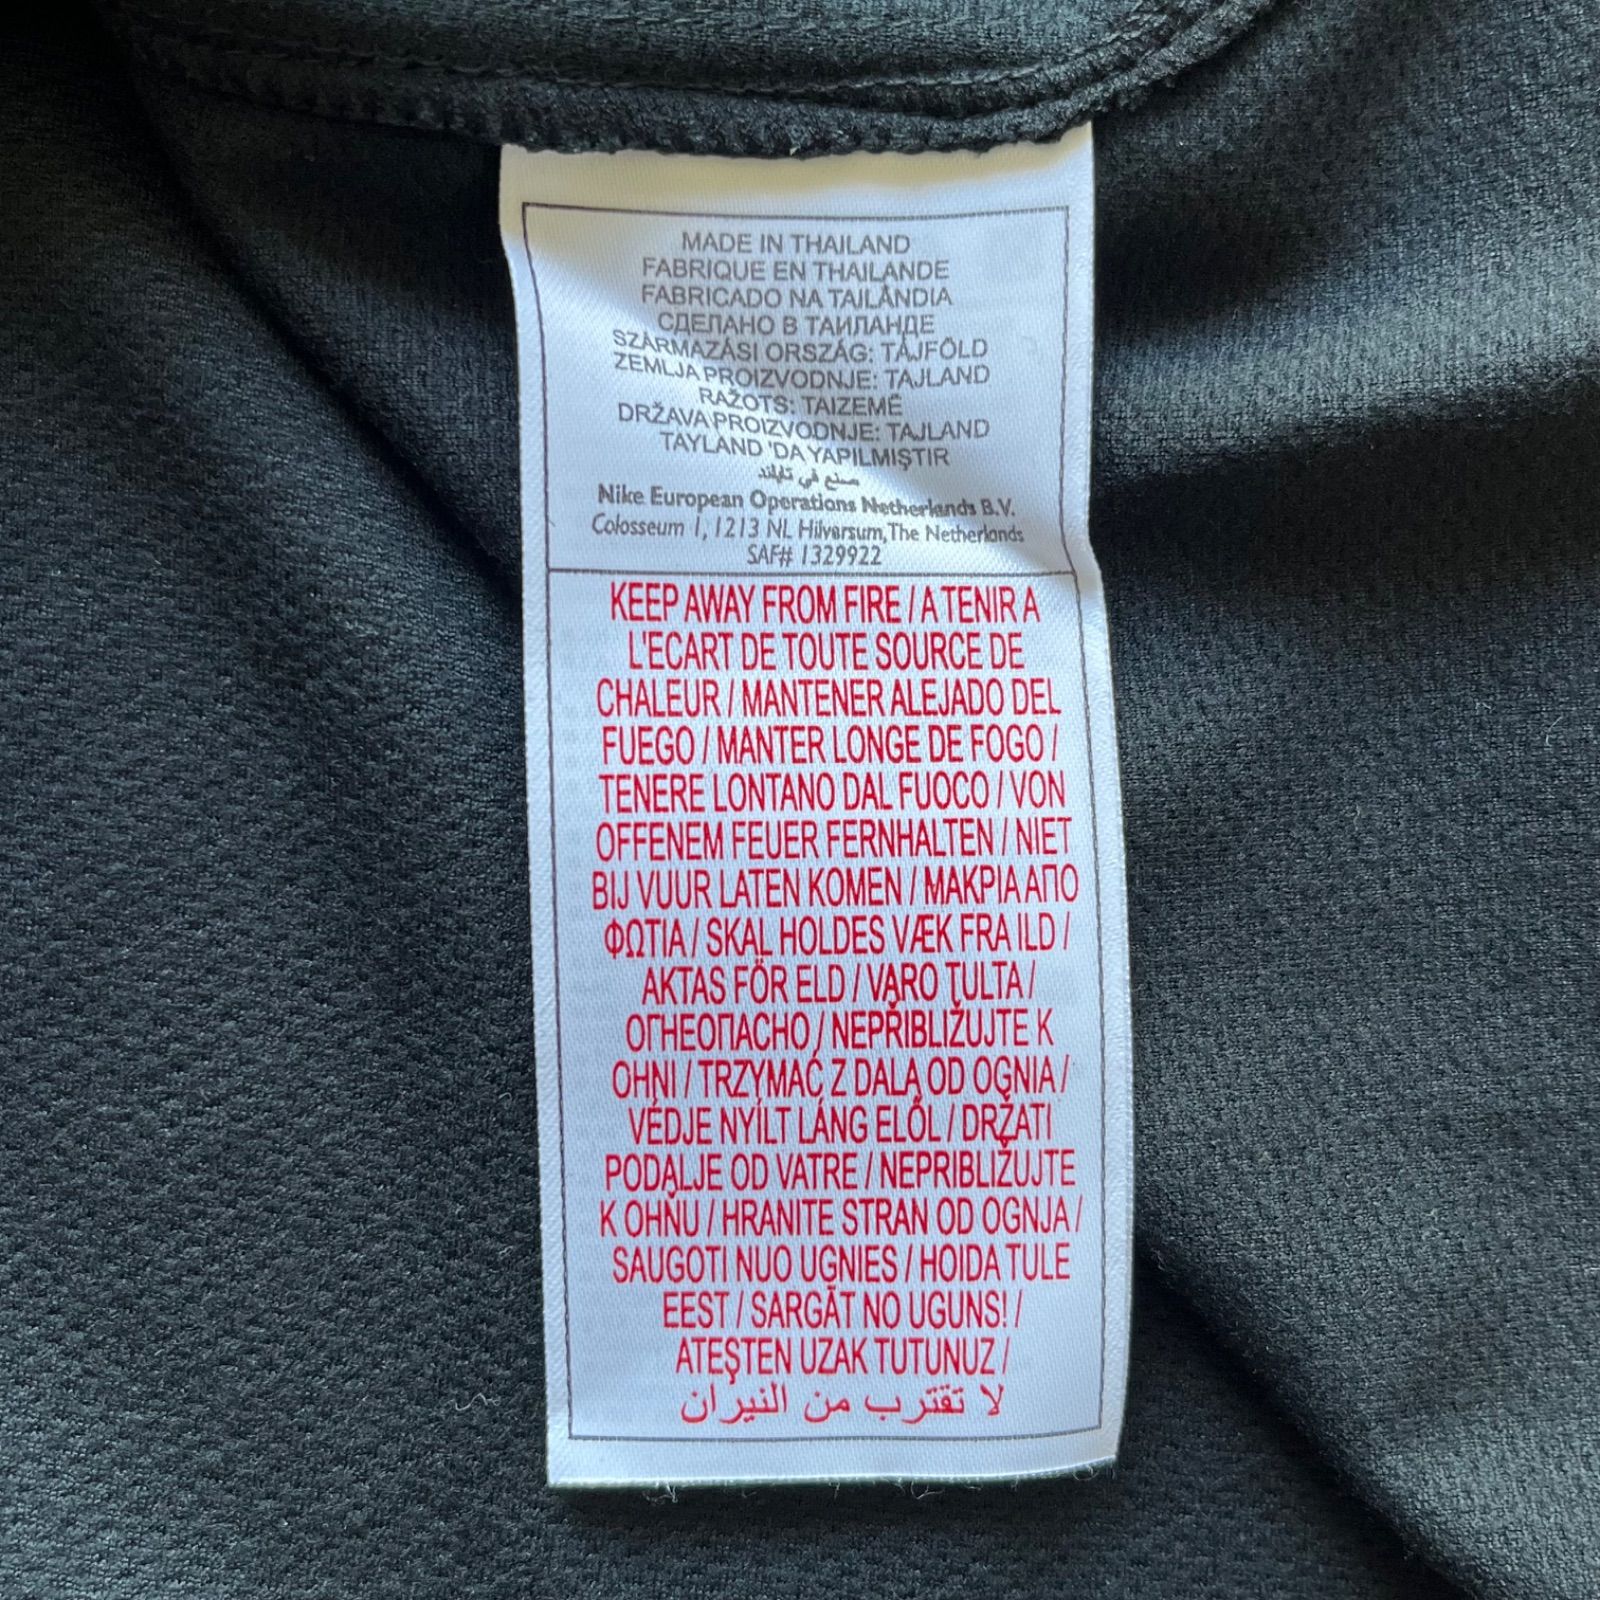 MADE IN THAILAND
FABRIQUE EN THAILANDE
FABRICADO NA TAILÂNDIA
СДЕЛАНО В ТАИЛАНДЕ
SZÁRMAZÁSI ORSZÁG: TÁJFÖLD
ZEMLJA PROIZVODNJE: TAJLAND
RAŽOTS: TAIZEMĒ
DRŽAVA PROIZVODNJE: TAJLAND
TAYLAND 'DA YAPILMIŞTIR
صنع في تايلند
Nike European Operations Netherlands B.V.
Colosseum 1, 1213 NL Hilversum, The Netherlands
SAF# 1329922
KEEP AWAY FROM FIRE / A TENIR A
L'ECART DE TOUTE SOURCE DE
CHALEUR / MANTENER ALEJADO DEL
FUEGO / MANTER LONGE DE FOGO /
TENERE LONTANO DAL FUOCO / VON
OFFENEM FEUER FERNHALTEN / NIET
BIJ VUUR LATEN KOMEN / ΜΑΚΡΙΑ ΑΠΟ
ΦΩΤΙΑ / SKAL HOLDES VÆK FRA ILD /
AKTAS FÖR ELD / VARO TULTA /
ОГНЕОПАСНО / NEPŘIBLIŽUJTE K
OHNI / TRZYMAĆ Z DALA OD OGNIA /
VÉDJE NYÍLT LÁNG ELŐL / DRŽATI
PODALJE OD VATRE / NEPRIBLIŽUJTE
K OHŇU / HRANITE STRAN OD OGNJA /
SAUGOTI NUO UGNIES / HOIDA TULE
EEST / SARGĀT NO UGUNS! /
ATEŞTEN UZAK TUTUNUZ /
لا تقترب من النيران